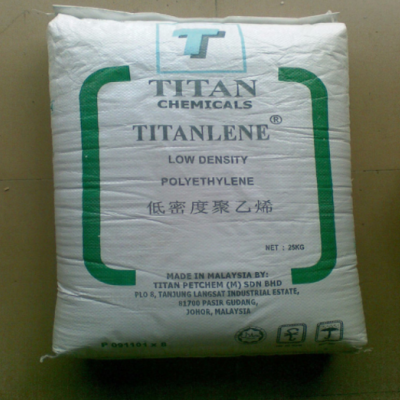 TITAN
CHEMICALS
TITANLENE®
LOW DENSITY
POLYETHYLENE
低密度聚乙烯
NET : 25KG
MADE IN MALAYSIA BY:
TITAN PETCHEM (M) SDN BHD
PLO 8, TANJUNG LANGSAT INDUSTRIAL ESTATE,
81700 PASIR GUDANG,
JOHOR, MALAYSIA